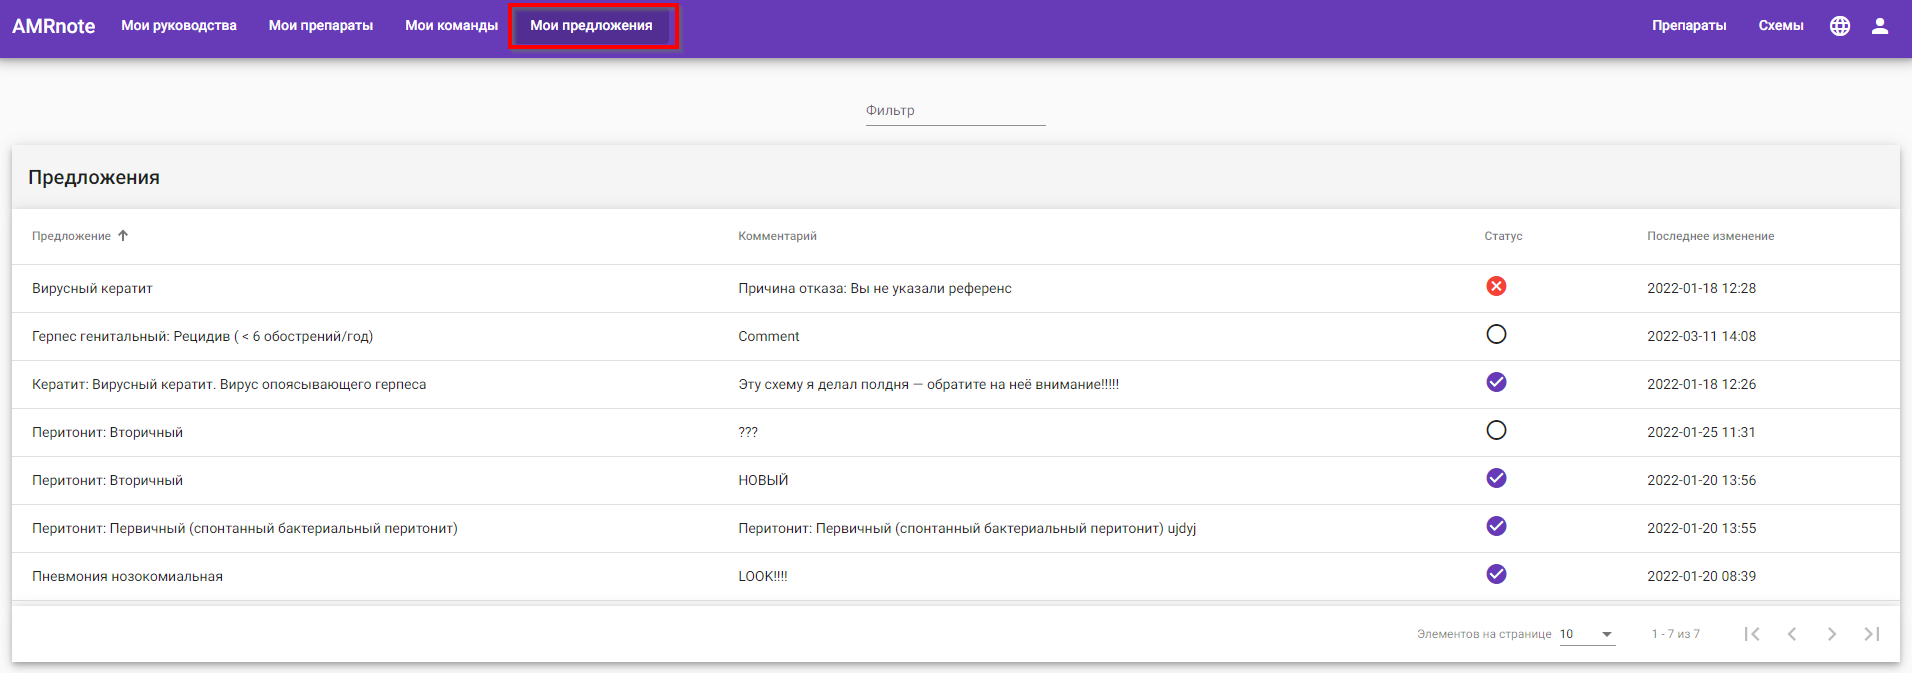 AMRnote Мои руководства Мои препараты Мои команды Мои предложения Препараты Схемы
Фильтр
Предложения
Предложение Комментарий Статус Последнее изменение
Вирусный кератит Причина отказа: Вы не указали референс 2022-01-18 12:28
Герпес генитальный: Рецидив ( < 6 обострений/год) Comment 2022-03-11 14:08
Кератит: Вирусный кератит. Вирус опоясывающего герпеса Эту схему я делал полдня — обратите на неё внимание!!!!! 2022-01-18 12:26
Перитонит: Вторичный ??? 2022-01-25 11:31
Перитонит: Вторичный НОВЫЙ 2022-01-20 13:56
Перитонит: Первичный (спонтанный бактериальный перитонит) Перитонит: Первичный (спонтанный бактериальный перитонит) ujdyj 2022-01-20 13:55
Пневмония нозокомиальная LOOK!!!! 2022-01-20 08:39
Элементов на странице 10 1 - 7 из 7